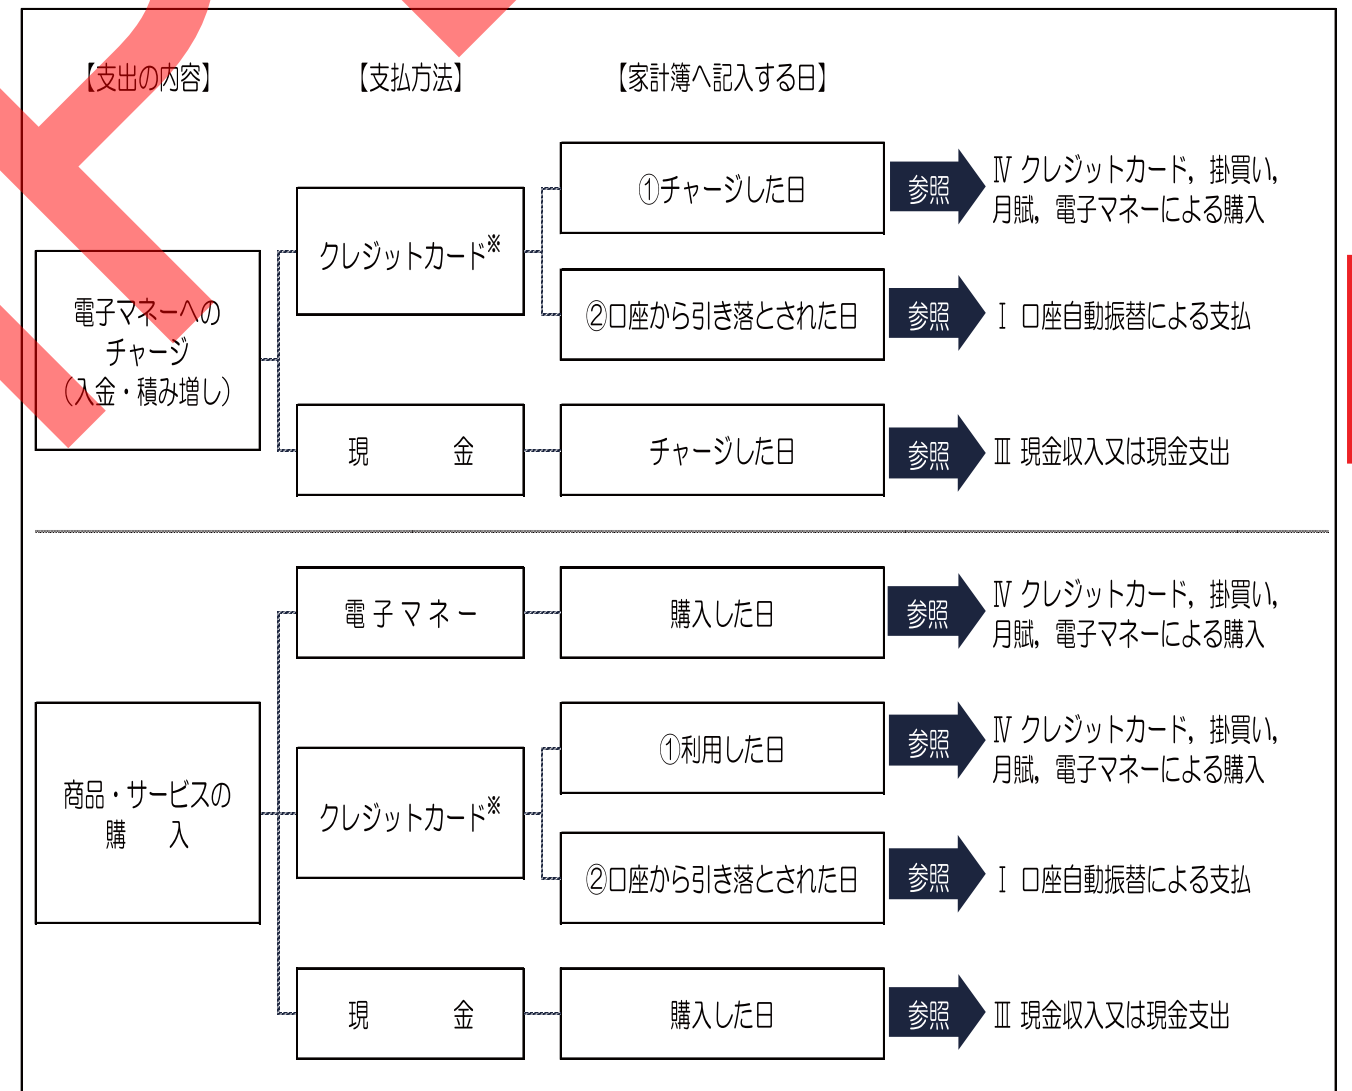 【支出の内容】
【支払方法】
【家計簿へ記入する日】
電子マネーへの
チャージ
（入金・積み増し）
クレジットカード※
①チャージした日
参照
Ⅳ クレジットカード，掛買い，
月賦，電子マネーによる購入
②口座から引き落とされた日
参照
Ⅰ 口座自動振替による支払
現　　金
チャージした日
参照
Ⅲ 現金収入又は現金支出
商品・サービスの
購　入
電子マネー
購入した日
参照
Ⅳ クレジットカード，掛買い，
月賦，電子マネーによる購入
クレジットカード※
①利用した日
参照
Ⅳ クレジットカード，掛買い，
月賦，電子マネーによる購入
②口座から引き落とされた日
参照
Ⅰ 口座自動振替による支払
現　　金
購入した日
参照
Ⅲ 現金収入又は現金支出